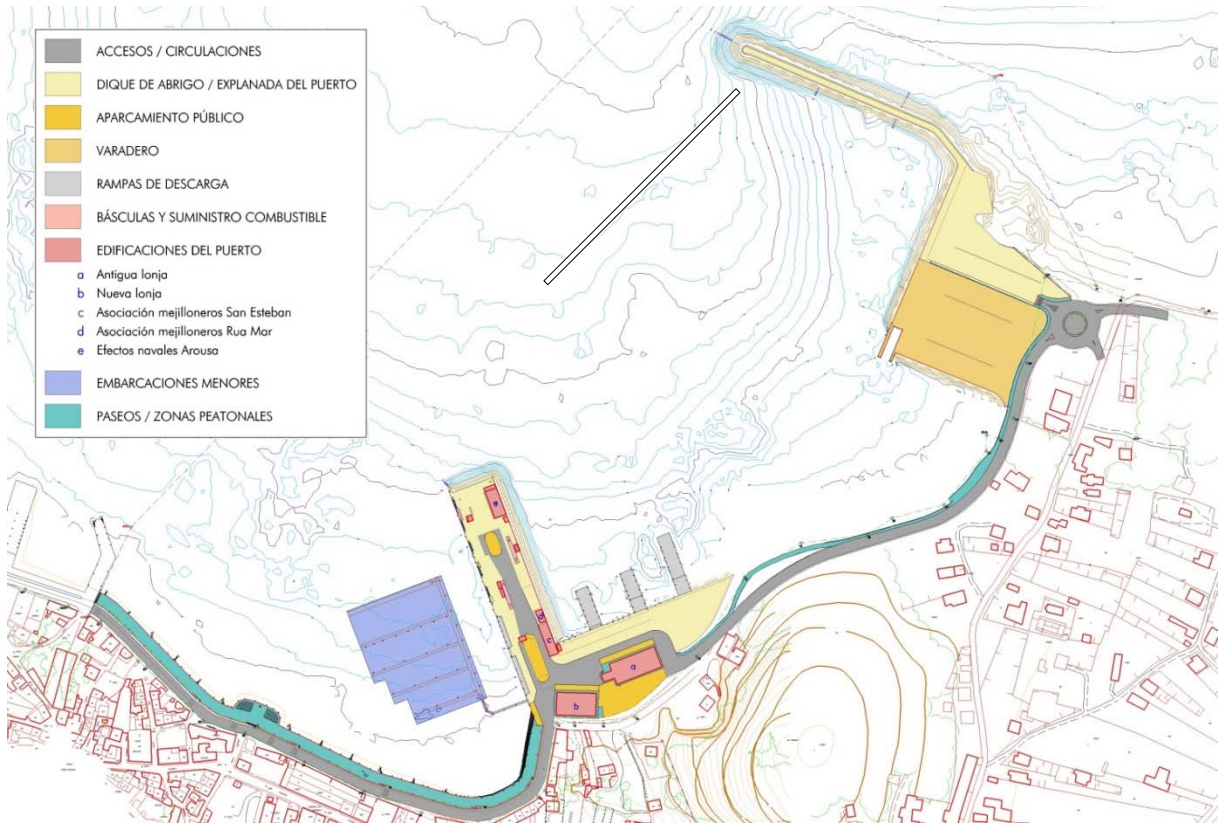 ACCESOS / CIRCULACIONES
DIQUE DE ABRIGO / EXPLANADA DEL PUERTO
APARCAMIENTO PÚBLICO
VARADERO
RAMPAS DE DESCARGA
BÁSCULAS Y SUMINISTRO COMBUSTIBLE
EDIFICACIONES DEL PUERTO
a Antigua lonja
b Nueva lonja
c Asociación mejilloneros San Esteban
d Asociación mejilloneros Rua Mar
e Efectos navales Arousa
EMBARCACIONES MENORES
PASEOS / ZONAS PEATONALES
e
d
c
a
b